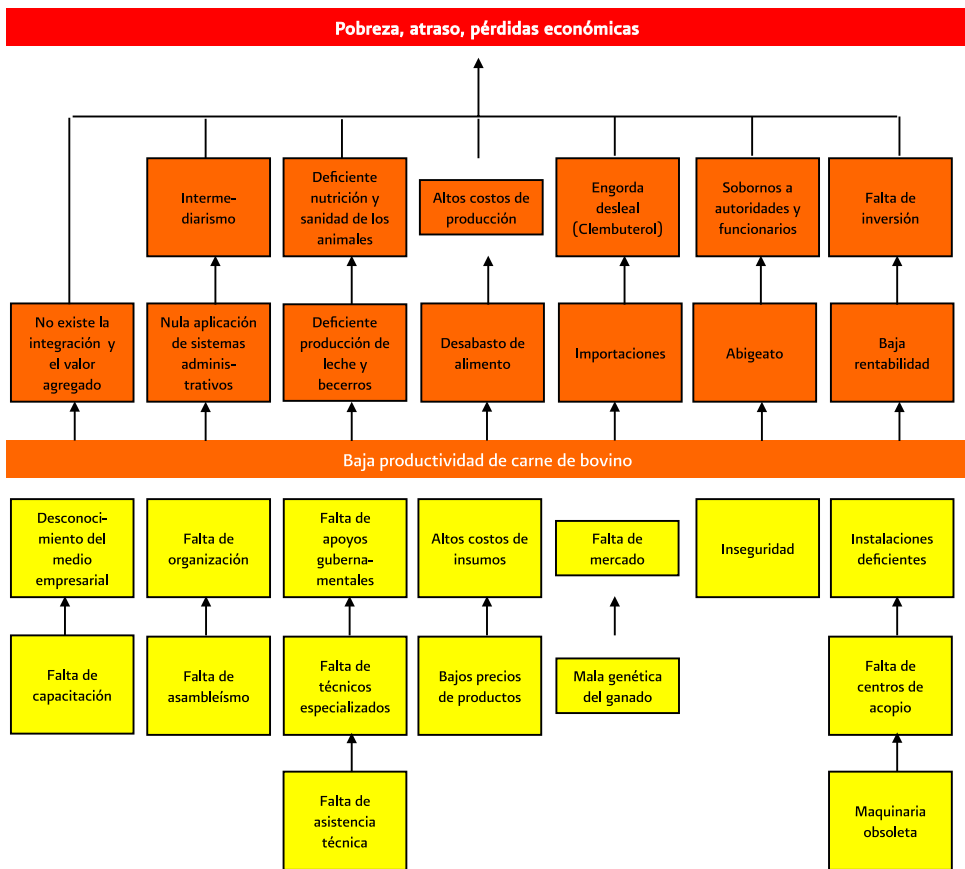 Pobreza, atraso, pérdidas económicas
Interme-
diarismo
Deficiente
nutrición y
sanidad de los
animales
Altos costos de
producción
Engorda
desleal
(Clembuterol)
Sobornos a
autoridades y
funcionarios
Falta de
inversión
No existe la
integración y
el valor
agregado
Nula aplicación
de sistemas
adminis-
trativos
Deficiente
producción de
leche y
becerros
Desabasto de
alimento
Importaciones
Abigeato
Baja
rentabilidad
Baja productividad de carne de bovino
Desconoci-
miento del
medio
empresarial
Falta de
organización
Falta de
apoyos
guberna-
mentales
Altos costos de
insumos
Falta de
mercado
Inseguridad
Instalaciones
deficientes
Falta de
capacitación
Falta de
asambleísmo
Falta de
técnicos
especializados
Bajos precios
de productos
Mala genética
del ganado
Falta de
centros de
acopio
Falta de
asistencia
técnica
Maquinaria
obsoleta